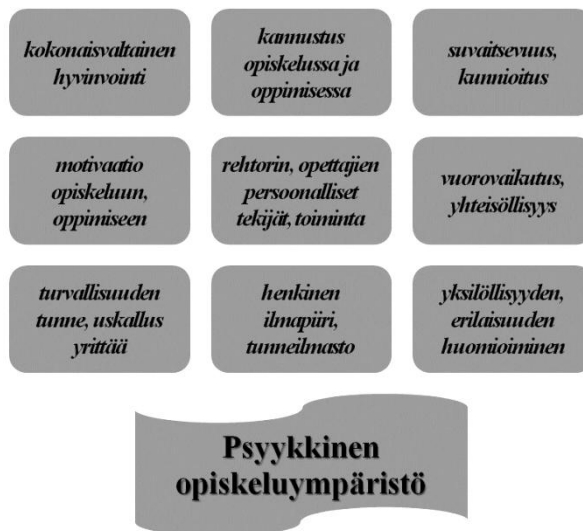 kokonaisvaltainen
hyvinvointi
kannustus
opiskelussa ja
oppimisessa
suvaitsevuus,
kunnioitus
motivaatio
opiskeluun,
oppimiseen
rehtorin, opettajien
persoonalliset
tekijät, toiminta
vuorovaikutus,
yhteisöllisyys
turvallisuuden
tunne, uskallus
yrittää
henkinen
ilmapiiri,
tunneilmasto
yksilöllisyyden,
erilaisuuden
huomioiminen
Psyykkinen
opiskeluympäristö